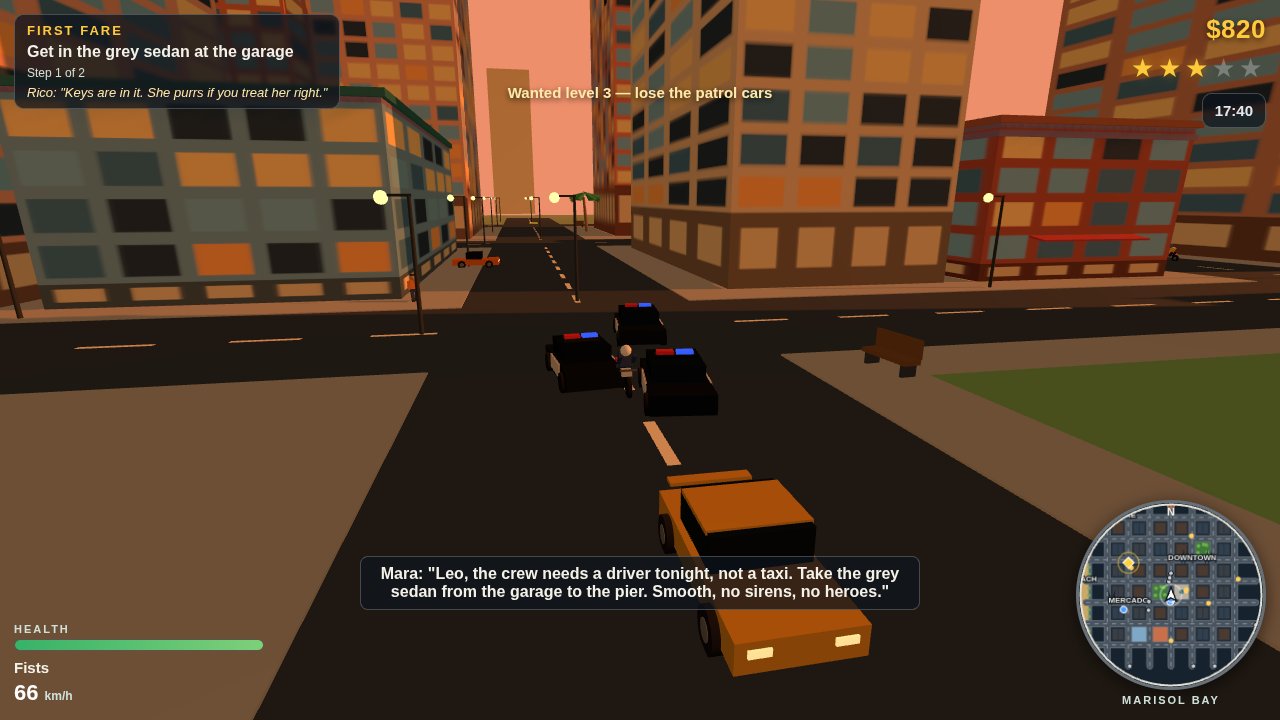 FIRST FARE
Get in the grey sedan at the garage
Step 1 of 2
Rico: "Keys are in it. She purrs if you treat her right."
$820
Wanted level 3 — lose the patrol cars
17:40
Mara: "Leo, the crew needs a driver tonight, not a taxi. Take the grey
sedan from the garage to the pier. Smooth, no sirens, no heroes."
N
DOWNTOWN
ACH
MERCADO
HEALTH
Fists
66 km/h
MARISOL BAY